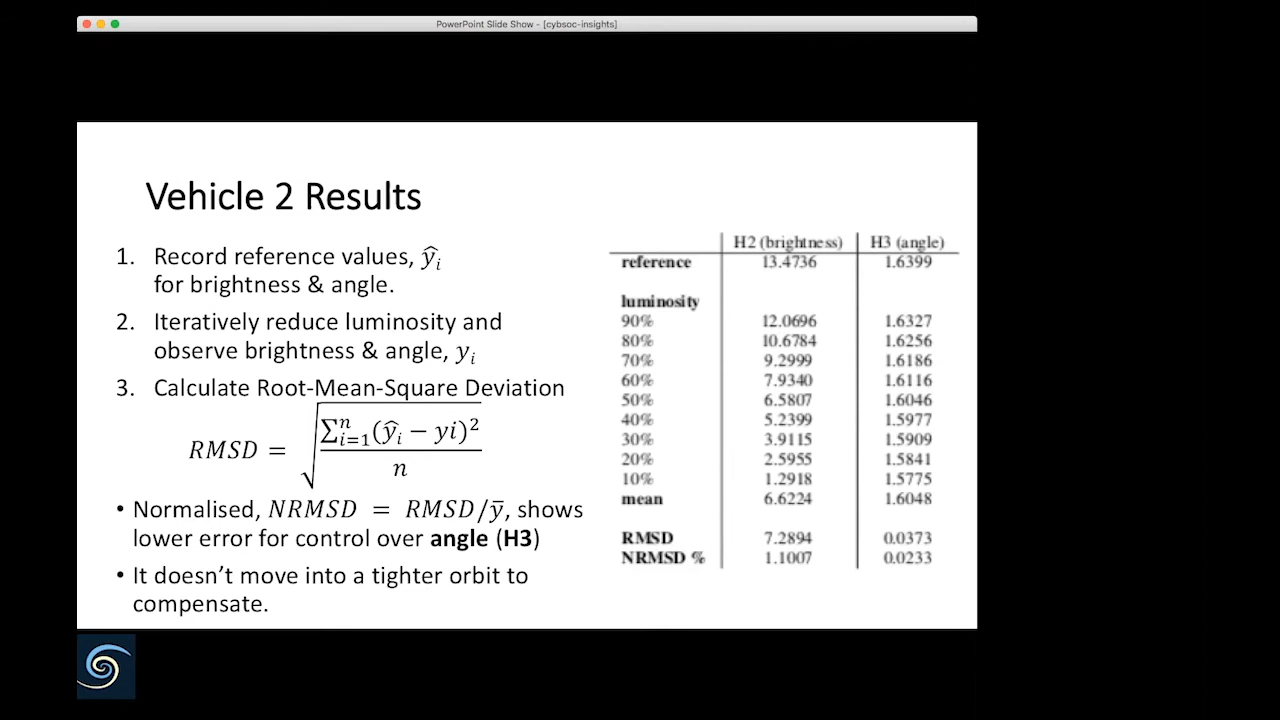 PowerPoint Slide Show - [cybsoc-insights]
Vehicle 2 Results
1. Record reference values, ŷᵢ
for brightness & angle.
2. Iteratively reduce luminosity and
observe brightness & angle, yᵢ
3. Calculate Root-Mean-Square Deviation
RMSD = √(∑ⁿᵢ₌₁(ŷᵢ − yi)² / n)
• Normalised, NRMSD = RMSD/ȳ, shows
lower error for control over angle (H3)
• It doesn’t move into a tighter orbit to
compensate.
H2 (brightness) H3 (angle)
reference 13.4736 1.6399
luminosity
90% 12.0696 1.6327
80% 10.6784 1.6256
70% 9.2999 1.6186
60% 7.9340 1.6116
50% 6.5807 1.6046
40% 5.2399 1.5977
30% 3.9115 1.5909
20% 2.5955 1.5841
10% 1.2918 1.5775
mean 6.6224 1.6048
RMSD 7.2894 0.0373
NRMSD % 1.1007 0.0233